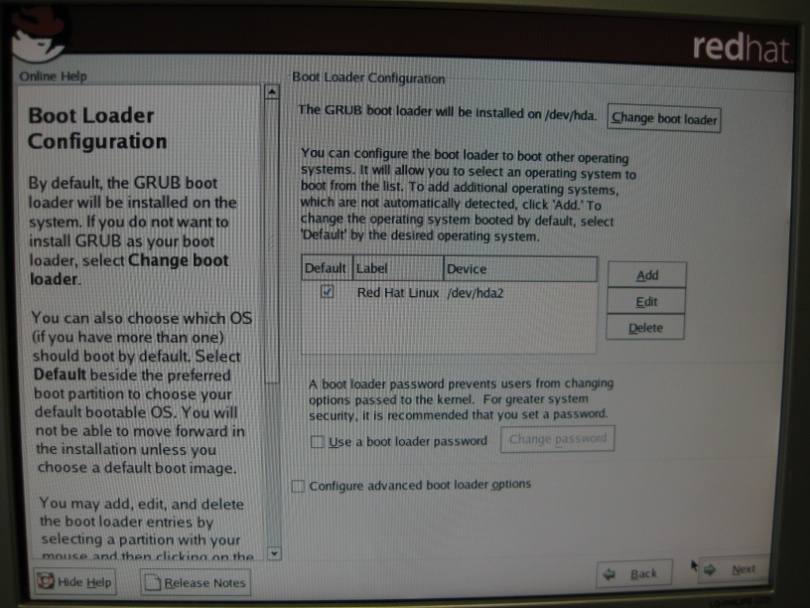 redhat
Online Help
Boot Loader
Configuration
By default, the GRUB boot
loader will be installed on the
system. If you do not want to
install GRUB as your boot
loader, select Change boot
loader.
You can also choose which OS
(if you have more than one)
should boot by default. Select
Default beside the preferred
boot partition to choose your
default bootable OS. You will
not be able to move forward in
the installation unless you
choose a default boot image.
You may add, edit, and delete
the boot loader entries by
selecting a partition with your
mouse and then clicking on the
Hide Help
Release Notes
Boot Loader Configuration
The GRUB boot loader will be installed on /dev/hda.
Change boot loader
You can configure the boot loader to boot other operating
systems. It will allow you to select an operating system to
boot from the list. To add additional operating systems,
which are not automatically detected, click 'Add.' To
change the operating system booted by default, select
'Default' by the desired operating system.
Default Label Device
Red Hat Linux /dev/hda2
Add
Edit
Delete
A boot loader password prevents users from changing
options passed to the kernel. For greater system
security, it is recommended that you set a password.
Use a boot loader password
Change password
Configure advanced boot loader options
Back
Next